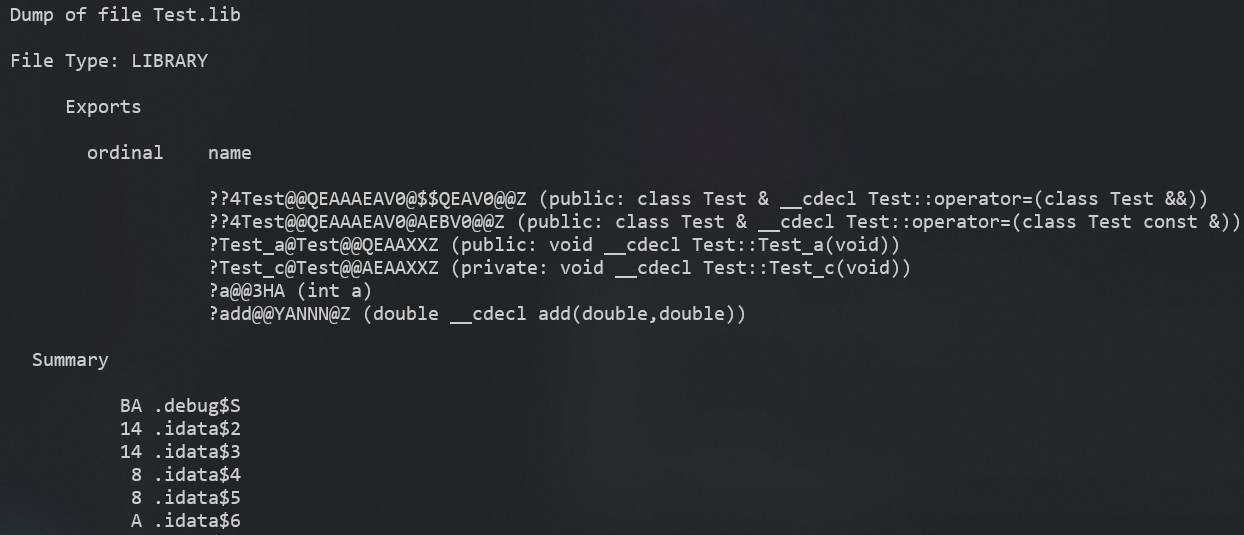 Dump of file Test.lib
File Type: LIBRARY
Exports
ordinal name
??4Test@@QEAAAEAV0@$$QEAV0@@Z (public: class Test & __cdecl Test::operator=(class Test &&))
??4Test@@QEAAAEAV0@AEBV0@@Z (public: class Test & __cdecl Test::operator=(class Test const &))
?Test_a@Test@@QEAAXXZ (public: void __cdecl Test::Test_a(void))
?Test_c@Test@@AEAAXXZ (private: void __cdecl Test::Test_c(void))
?a@@3HA (int a)
?add@@YANNN@Z (double __cdecl add(double,double))
Summary
BA .debug$S
14 .idata$2
14 .idata$3
8 .idata$4
8 .idata$5
A .idata$6